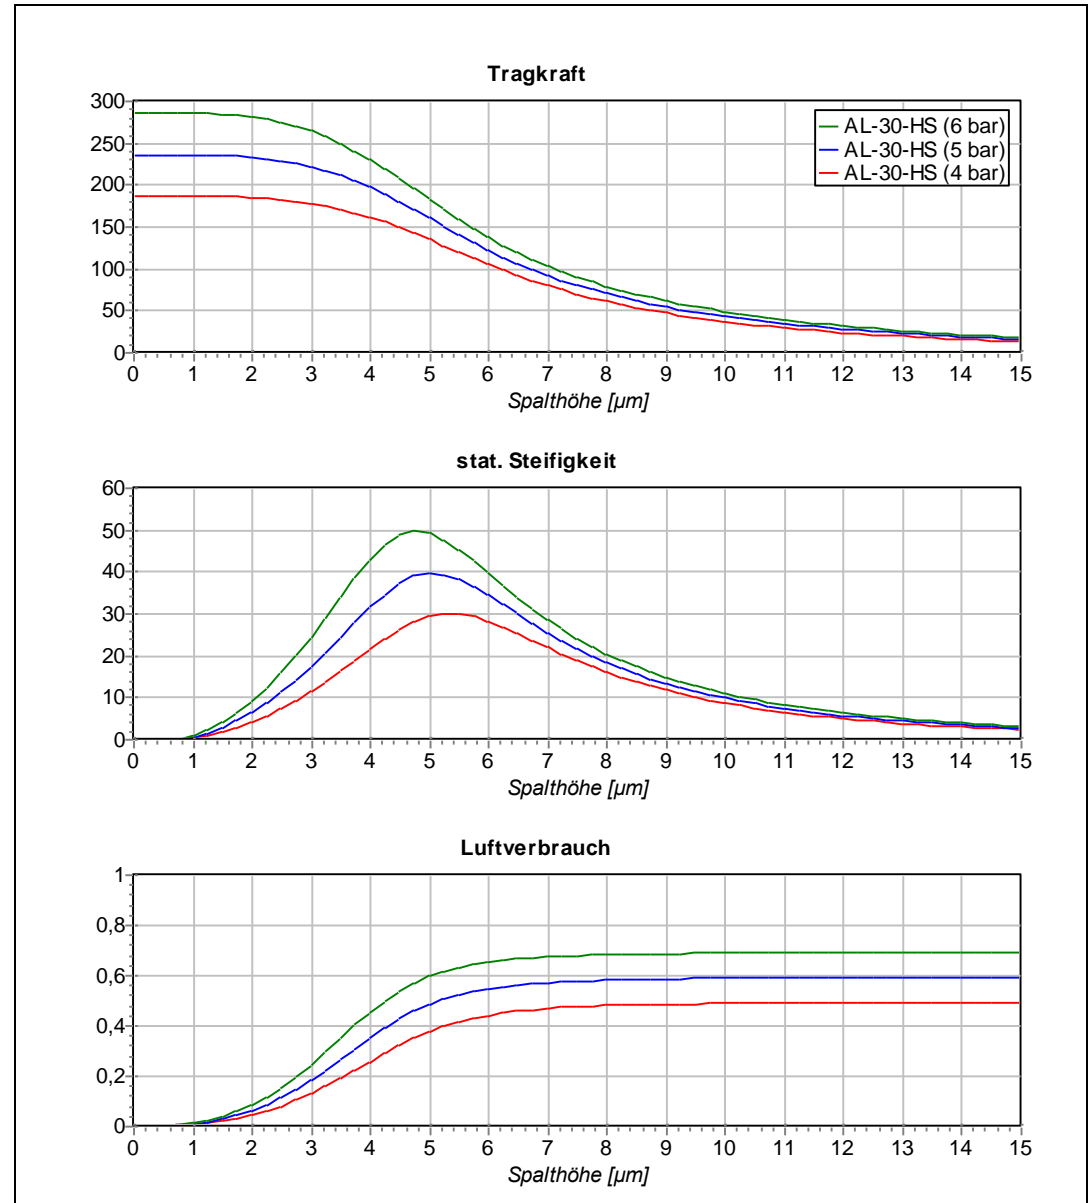 Tragkraft
300
250
200
150
100
50
0
AL-30-HS (6 bar)
AL-30-HS (5 bar)
AL-30-HS (4 bar)
0 1 2 3 4 5 6 7 8 9 10 11 12 13 14 15
Spalthöhe [µm]
stat. Steifigkeit
60
50
40
30
20
10
0
0 1 2 3 4 5 6 7 8 9 10 11 12 13 14 15
Spalthöhe [µm]
Luftverbrauch
1
0,8
0,6
0,4
0,2
0
0 1 2 3 4 5 6 7 8 9 10 11 12 13 14 15
Spalthöhe [µm]